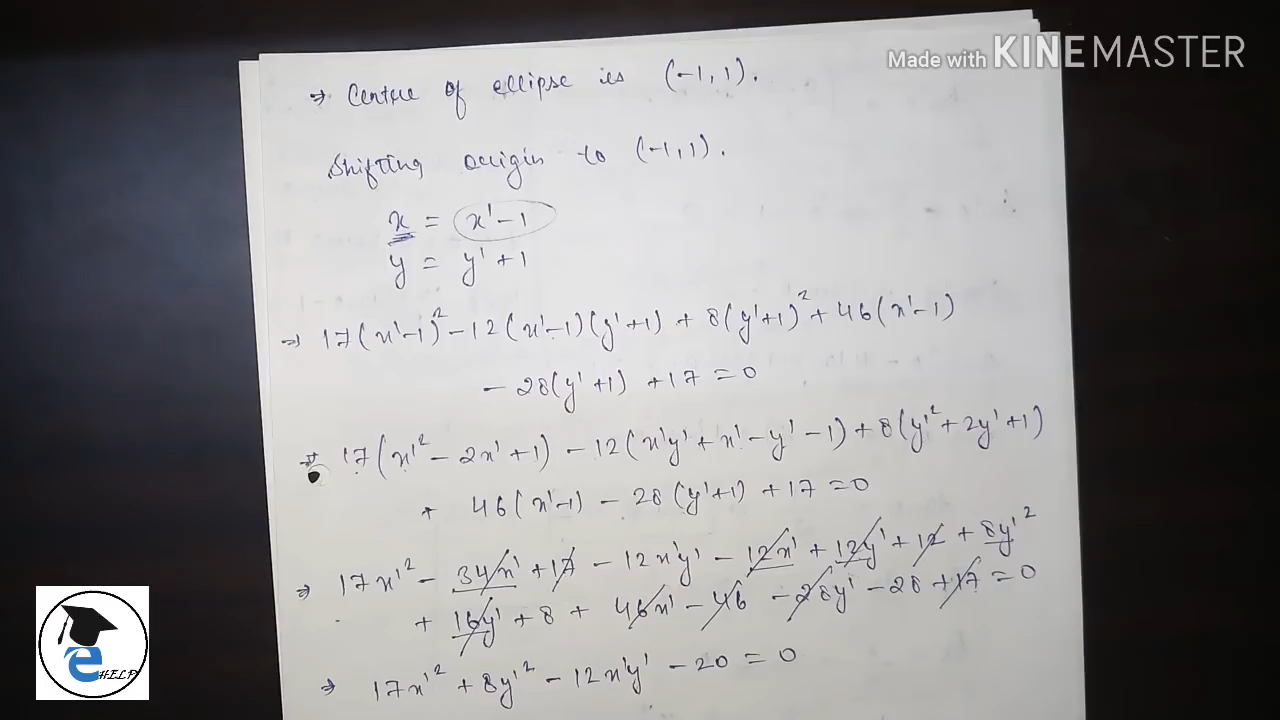 Made with KINEMASTER
⇒ Centre of ellipse is (-1, 1).
Shifting origin to (-1, 1).
x = x' - 1
y = y' + 1
⇒ 17(x'-1)² - 12(x'-1)(y'+1) + 8(y'+1)² + 46(x'-1)
- 28(y'+1) + 17 = 0
⇒ 17(x'² - 2x' + 1) - 12(x'y' + x' - y' - 1) + 8(y'² + 2y' + 1)
+ 46(x'-1) - 28(y'+1) + 17 = 0
⇒ 17x'² - 34x' + 17 - 12x'y' - 12x' + 12y' + 12 + 8y'²
+ 16y' + 8 + 46x' - 46 - 28y' - 28 + 17 = 0
⇒ 17x'² + 8y'² - 12x'y' - 20 = 0
e HELP